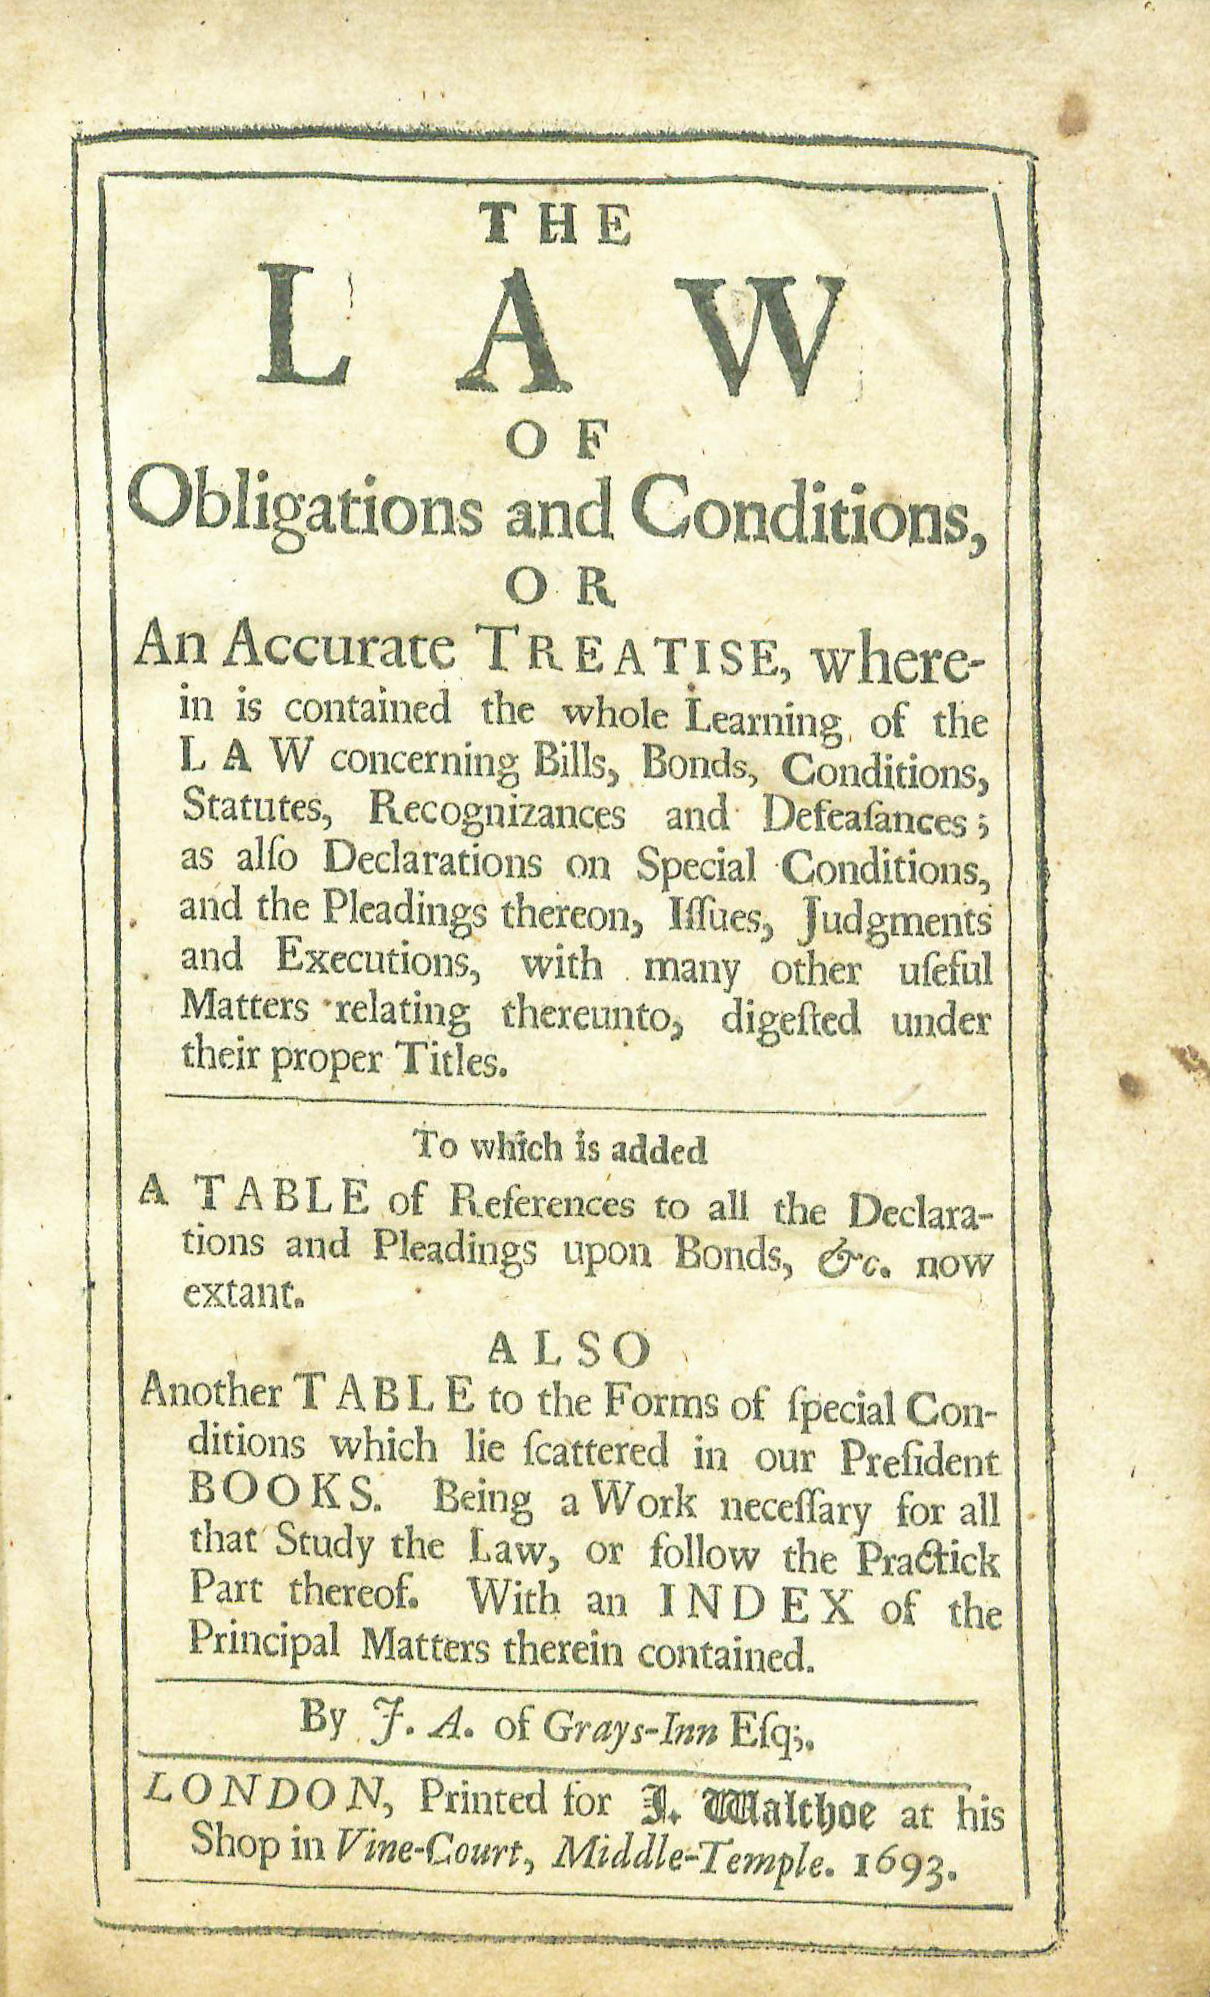 THE
LAW
OF
Obligations and Conditions,
OR
An Accurate TREATISE, where-
in is contained the whole Learning of the
LAW concerning Bills, Bonds, Conditions,
Statutes, Recognizances and Defeaſances;
as alſo Declarations on Special Conditions,
and the Pleadings thereon, Iſſues, Judgments
and Executions, with many other uſeful
Matters relating thereunto, digeſted under
their proper Titles.
To which is added
A TABLE of References to all the Declara-
tions and Pleadings upon Bonds, &c. now
extant.
ALSO
Another TABLE to the Forms of ſpecial Con-
ditions which lie ſcattered in our Preſident
BOOKS. Being a Work neceſſary for all
that Study the Law, or follow the Practick
Part thereof. With an INDEX of the
Principal Matters therein contained.
By J. A. of Grays-Inn Eſq;.
LONDON, Printed for J. Walthoe at his
Shop in Vine-Court, Middle-Temple. 1693.